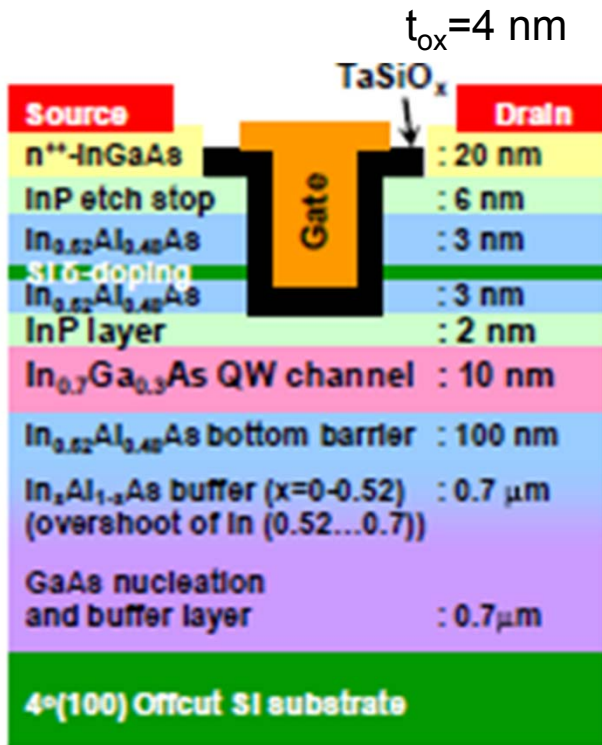 tox=4 nm
TaSiOx
Source
Drain
n++-InGaAs : 20 nm
Gate
InP etch stop : 6 nm
In0.52Al0.48As : 3 nm
Si δ-doping
In0.52Al0.48As : 3 nm
InP layer : 2 nm
In0.7Ga0.3As QW channel : 10 nm
In0.52Al0.48As bottom barrier : 100 nm
InxAl1-xAs buffer (x=0-0.52) : 0.7 μm
(overshoot of In (0.52...0.7))
GaAs nucleation
and buffer layer : 0.7μm
4º(100) Offcut Si substrate